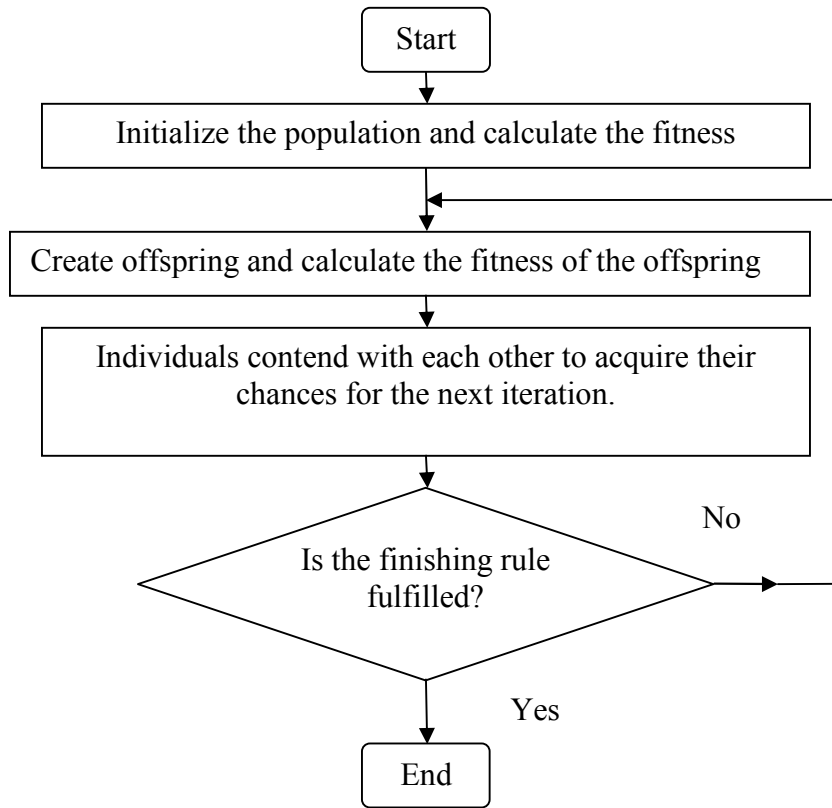 Start
Initialize the population and calculate the fitness
Create offspring and calculate the fitness of the offspring
Individuals contend with each other to acquire their
chances for the next iteration.
No
Is the finishing rule
fulfilled?
Yes
End